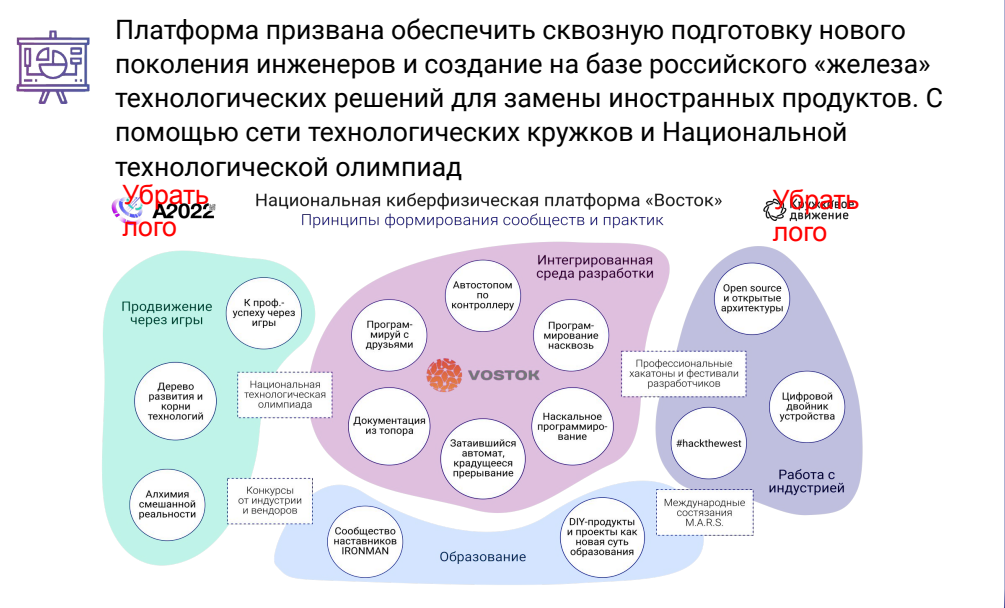 Платформа призвана обеспечить сквозную подготовку нового
поколения инженеров и создание на базе российского «железа»
технологических решений для замены иностранных продуктов. С
помощью сети технологических кружков и Национальной
технологической олимпиад
Убрать
лого
А2022
Национальная киберфизическая платформа «Восток»
Принципы формирования сообществ и практик
Убрать
лого
Кружковое
движение
Продвижение
через игры
К проф.-
успеху через
игры
Дерево
развития и
корни
технологий
Алхимия
смешанной
реальности
Национальная
технологическая
олимпиада
Конкурсы
от индустрии
и вендоров
Интегрированная
среда разработки
Автостопом
по
контроллеру
Програм-
мируй с
друзьями
Програм-
мирование
насквозь
VOSTOK
Документация
из топора
Затаившийся
автомат,
крадущееся
прерывание
Наскальное
программиро-
вание
Профессиональные
хакатоны и фестивали
разработчиков
Open source
и открытые
архитектуры
Цифровой
двойник
устройства
#hackthewest
Работа с
индустрией
Международные
состязания
M.A.R.S.
Сообщество
наставников
IRONMAN
Образование
DIY-продукты
и проекты как
новая суть
образования